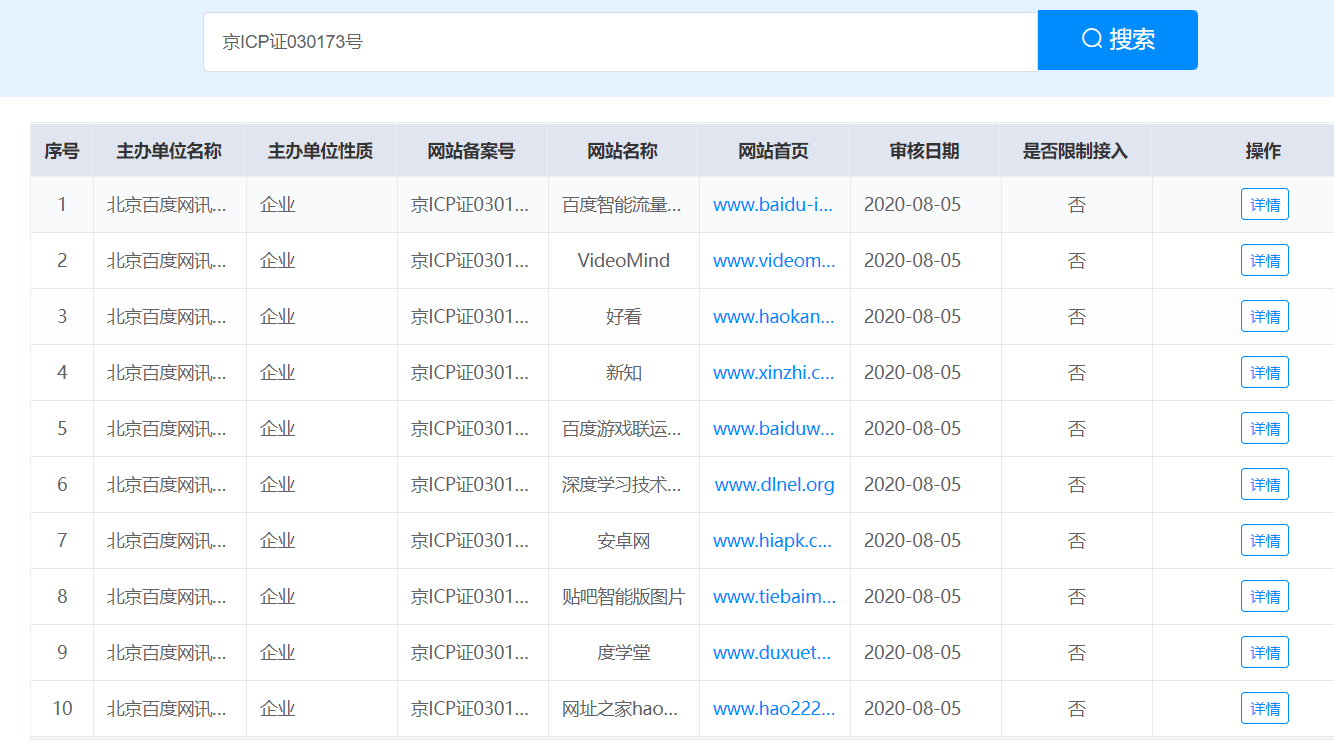 京ICP证030173号
搜索
序号 主办单位名称 主办单位性质 网站备案号 网站名称 网站首页 审核日期 是否限制接入 操作
1 北京百度网讯... 企业 京ICP证0301... 百度智能流量... www.baidu-i... 2020-08-05 否 详情
2 北京百度网讯... 企业 京ICP证0301... VideoMind www.videom... 2020-08-05 否 详情
3 北京百度网讯... 企业 京ICP证0301... 好看 www.haokan... 2020-08-05 否 详情
4 北京百度网讯... 企业 京ICP证0301... 新知 www.xinzhi.c... 2020-08-05 否 详情
5 北京百度网讯... 企业 京ICP证0301... 百度游戏联运... www.baiduw... 2020-08-05 否 详情
6 北京百度网讯... 企业 京ICP证0301... 深度学习技术... www.dlnel.org 2020-08-05 否 详情
7 北京百度网讯... 企业 京ICP证0301... 安卓网 www.hiapk.c... 2020-08-05 否 详情
8 北京百度网讯... 企业 京ICP证0301... 贴吧智能版图片 www.tiebaim... 2020-08-05 否 详情
9 北京百度网讯... 企业 京ICP证0301... 度学堂 www.duxuet... 2020-08-05 否 详情
10 北京百度网讯... 企业 京ICP证0301... 网址之家hao... www.hao222... 2020-08-05 否 详情